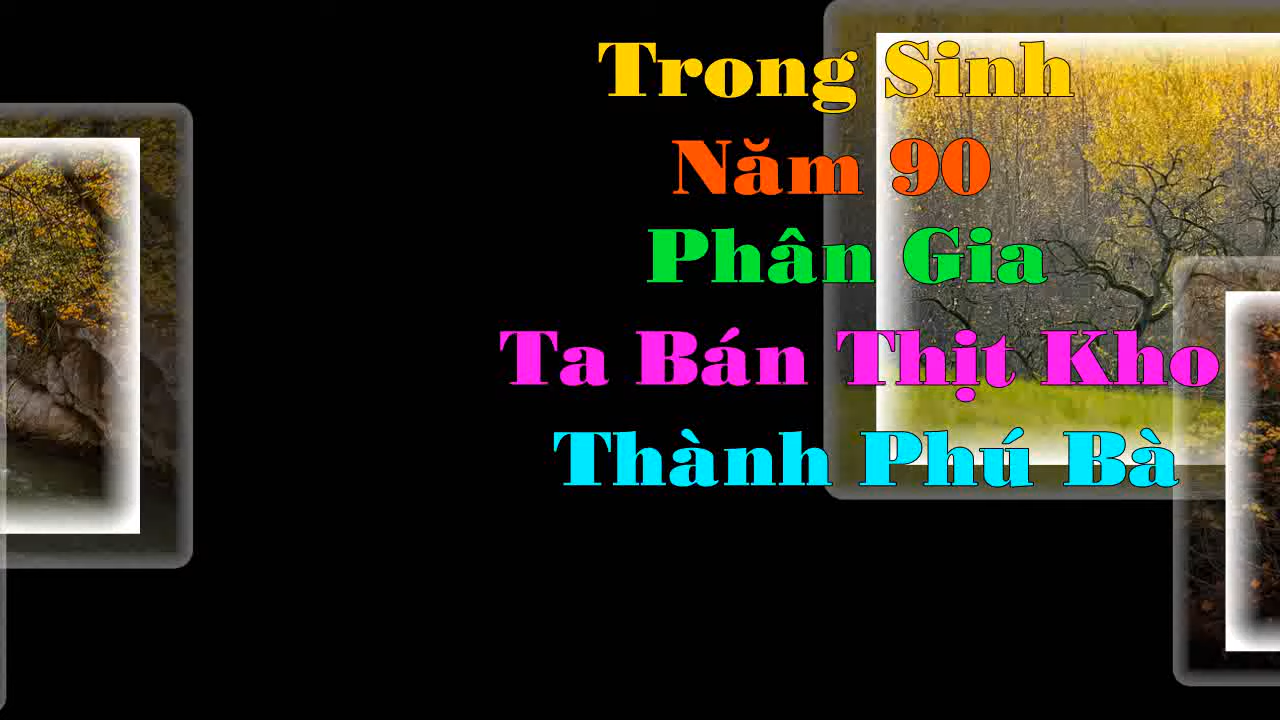 Trong Sinh
Năm 90
Phân Gia
Ta Bán Thịt Kho
Thành Phú Bà